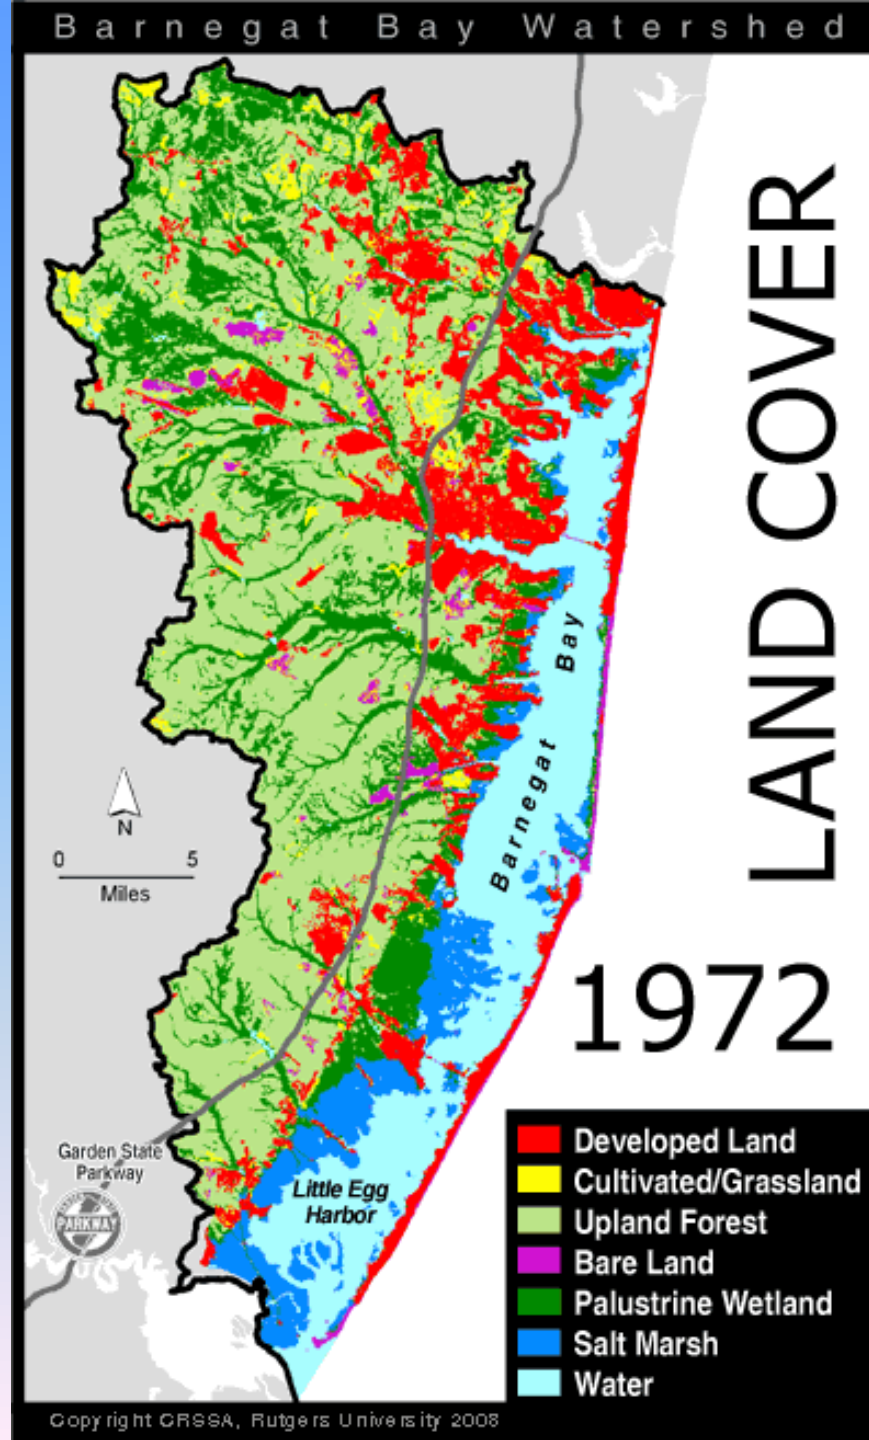 Barnegat Bay Watershed
LAND COVER
Barnegat Bay
N
0 5
Miles
1972
Garden State
Parkway
PARKWAY
Little Egg
Harbor
Developed Land
Cultivated/Grassland
Upland Forest
Bare Land
Palustrine Wetland
Salt Marsh
Water
Copyright CRSSA, Rutgers University 2008